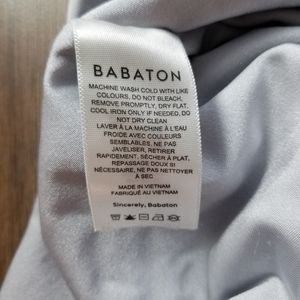 BABATON
MACHINE WASH COLD WITH LIKE
COLOURS, DO NOT BLEACH,
REMOVE PROMPTLY, DRY FLAT,
COOL IRON ONLY IF NEEDED, DO
NOT DRY CLEAN
LAVER À LA MACHINE À L'EAU
FROIDE AVEC COULEURS
SEMBLABLES, NE PAS
JAVELISER, RETIRER
RAPIDEMENT, SÉCHER À PLAT,
REPASSAGE DOUX SI
NÉCESSAIRE, NE PAS NETTOYER
À SEC
MADE IN VIETNAM
FABRIQUÉ AU VIETNAM
Sincerely, Babaton